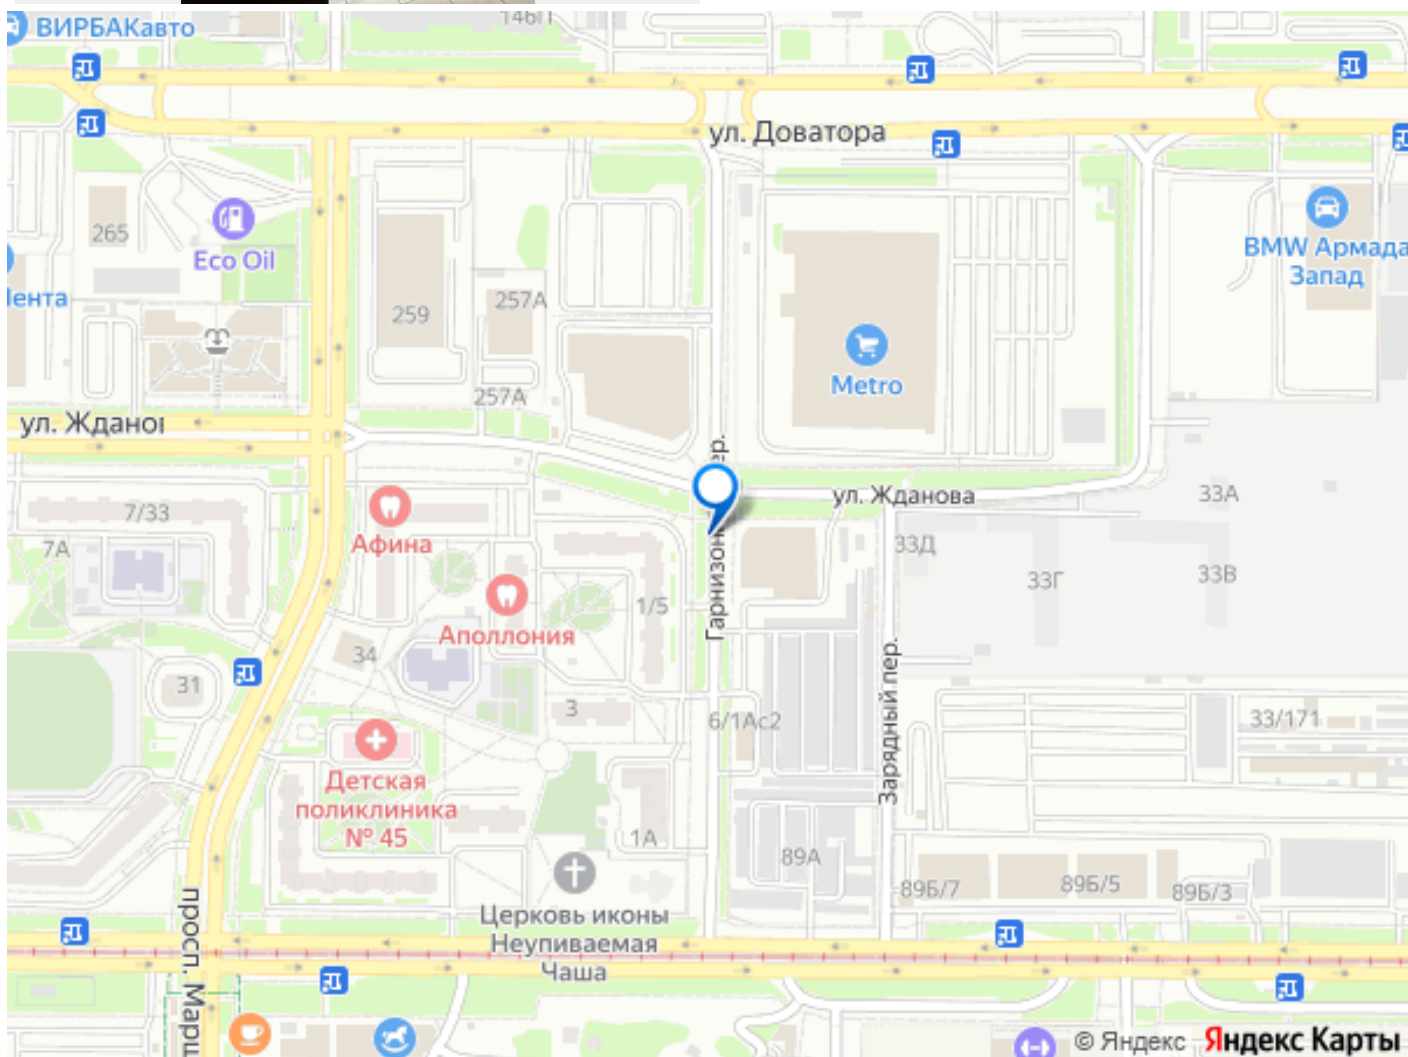 146П
ВИРБАКавто
ул. Доватора
265
Eco Oil
BMW Армада
Запад
Лента
259
257А
Metro
257А
ул. Ждано
Гарнизон
ер.
ул. Жданова
33А
7/33
Афина
7А
33Д
33Г
33В
1/5
Аполлония
34
31
3
6/1Ас2
Зарядный пер.
33/171
Детская
поликлиника
№ 45
1А
89А
89Б/7
89Б/5
89Б/3
Церковь иконы
Неупиваемая
Чаша
просп. Марш
© Яндекс Яндекс Карты